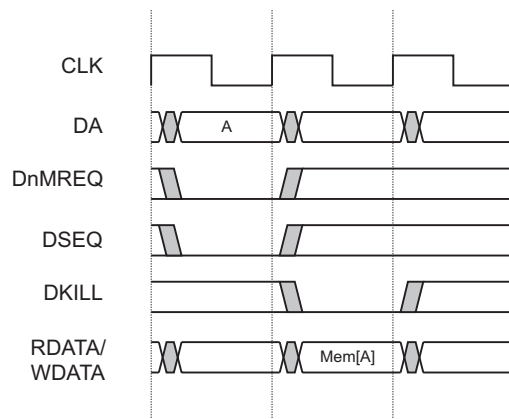 CLK
DA
A
DnMREQ
DSEQ
DKILL
RDATA/
WDATA
Mem[A]